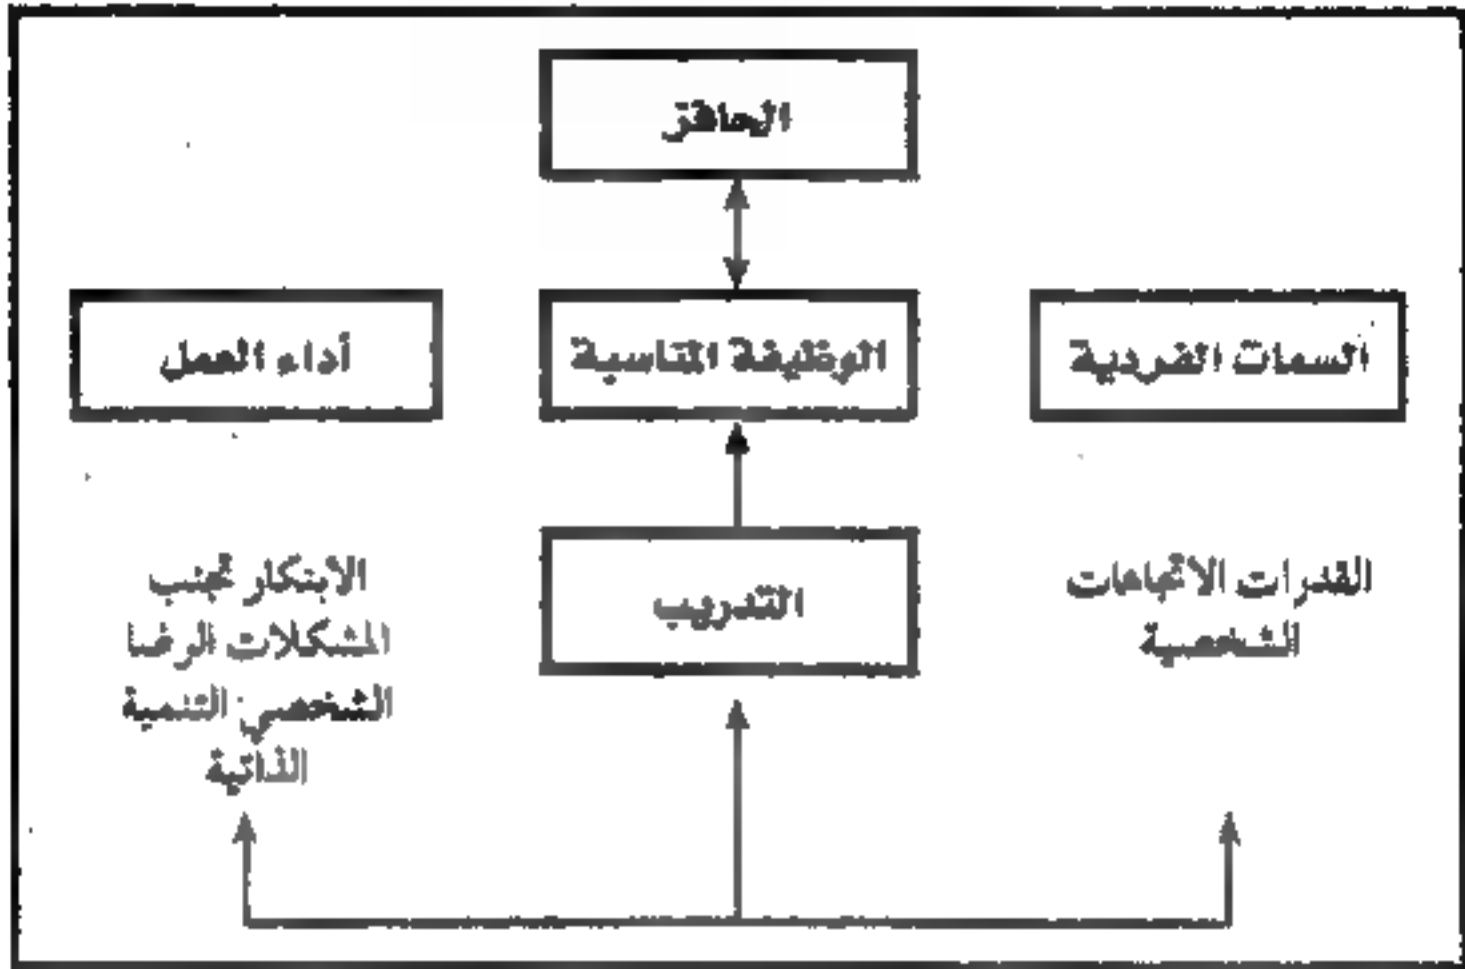 الحافز
السمات الفردية
الوظيفة المناسبة
أداء العمل
القدرات الاتجاهات
الشخصية
التدريب
الابتكار تجنب
المشكلات الرضا
الشخصي التنمية
الذاتية